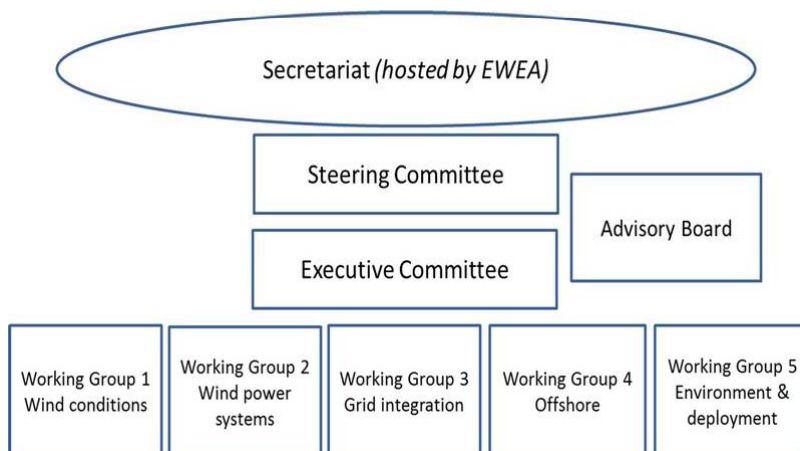 Secretariat (hosted by EWEA)
Steering Committee
Advisory Board
Executive Committee
Working Group 1
Wind conditions
Working Group 2
Wind power
systems
Working Group 3
Grid integration
Working Group 4
Offshore
Working Group 5
Environment &
deployment